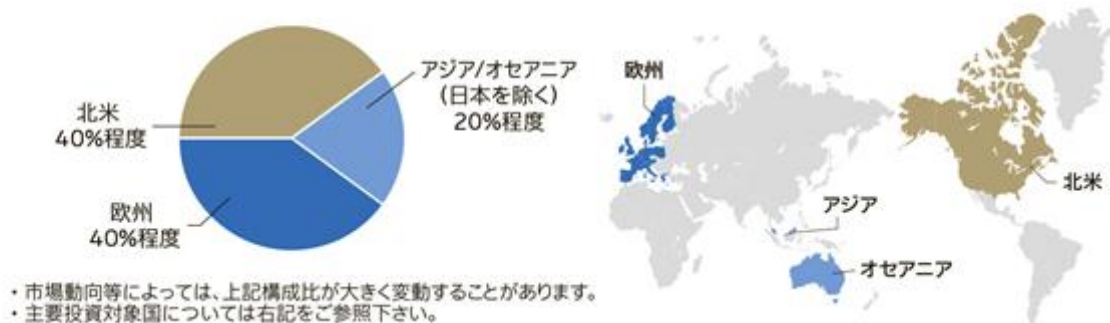 北米
40%程度
アジア/オセアニア
(日本を除く)
20%程度
欧州
40%程度
・市場動向等によっては、上記構成比が大きく変動することがあります。
・主要投資対象国については右記をご参照下さい。
欧州
北米
アジア
オセアニア